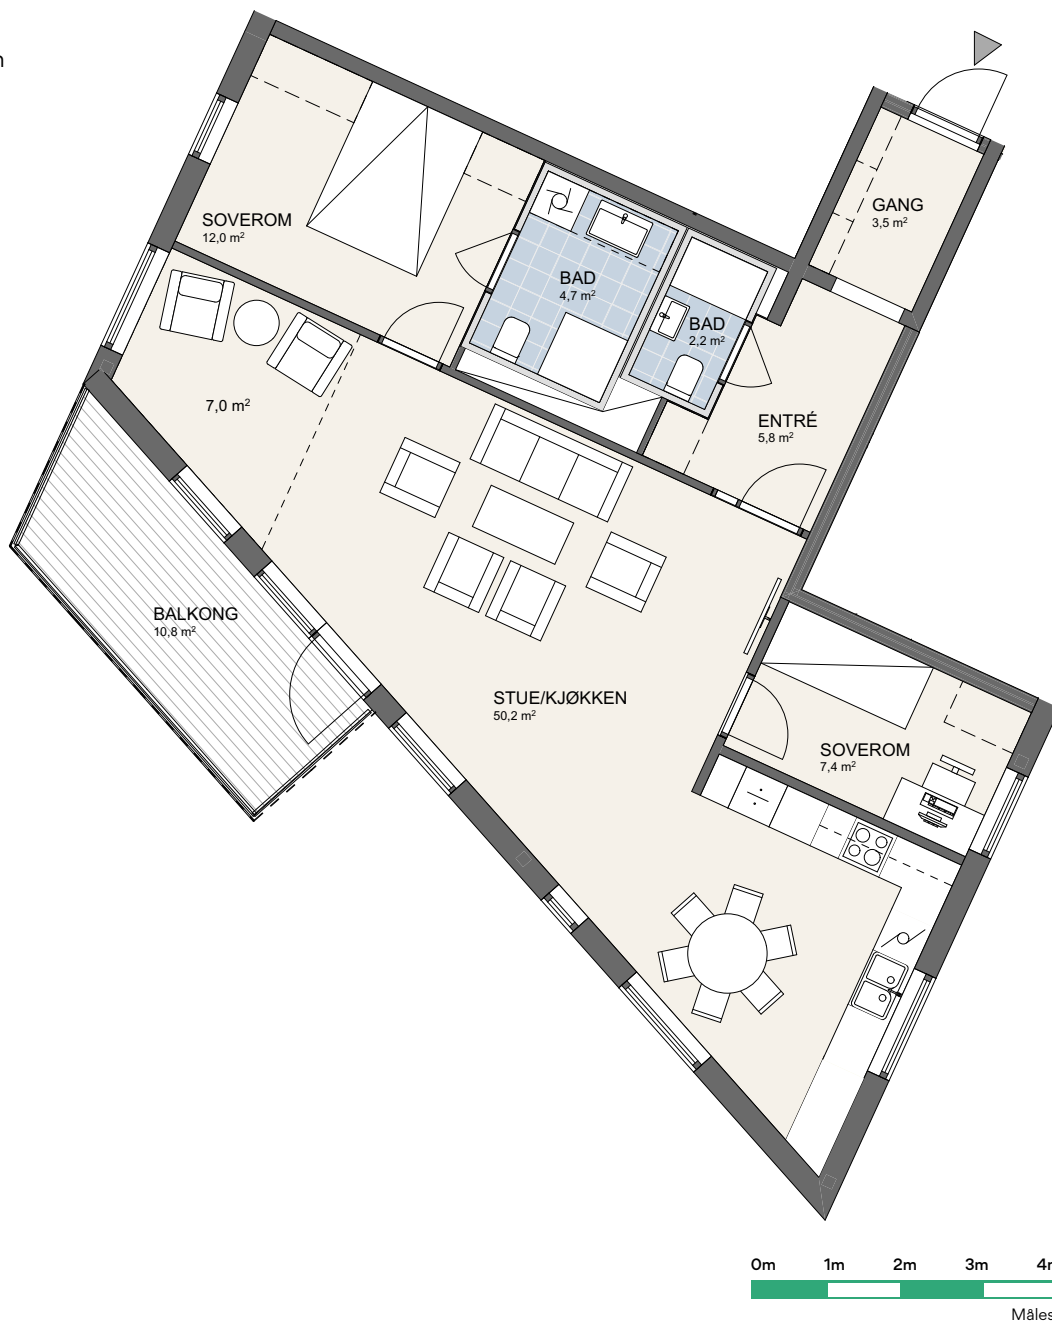 GANG
3,5 m²
SOVEROM
12,0 m²
BAD
4,7 m²
BAD
2,2 m²
7,0 m²
ENTRÉ
5,8 m²
BALKONG
10,8 m²
STUE/KJØKKEN
50,2 m²
SOVEROM
7,4 m²
0m 1m 2m 3m